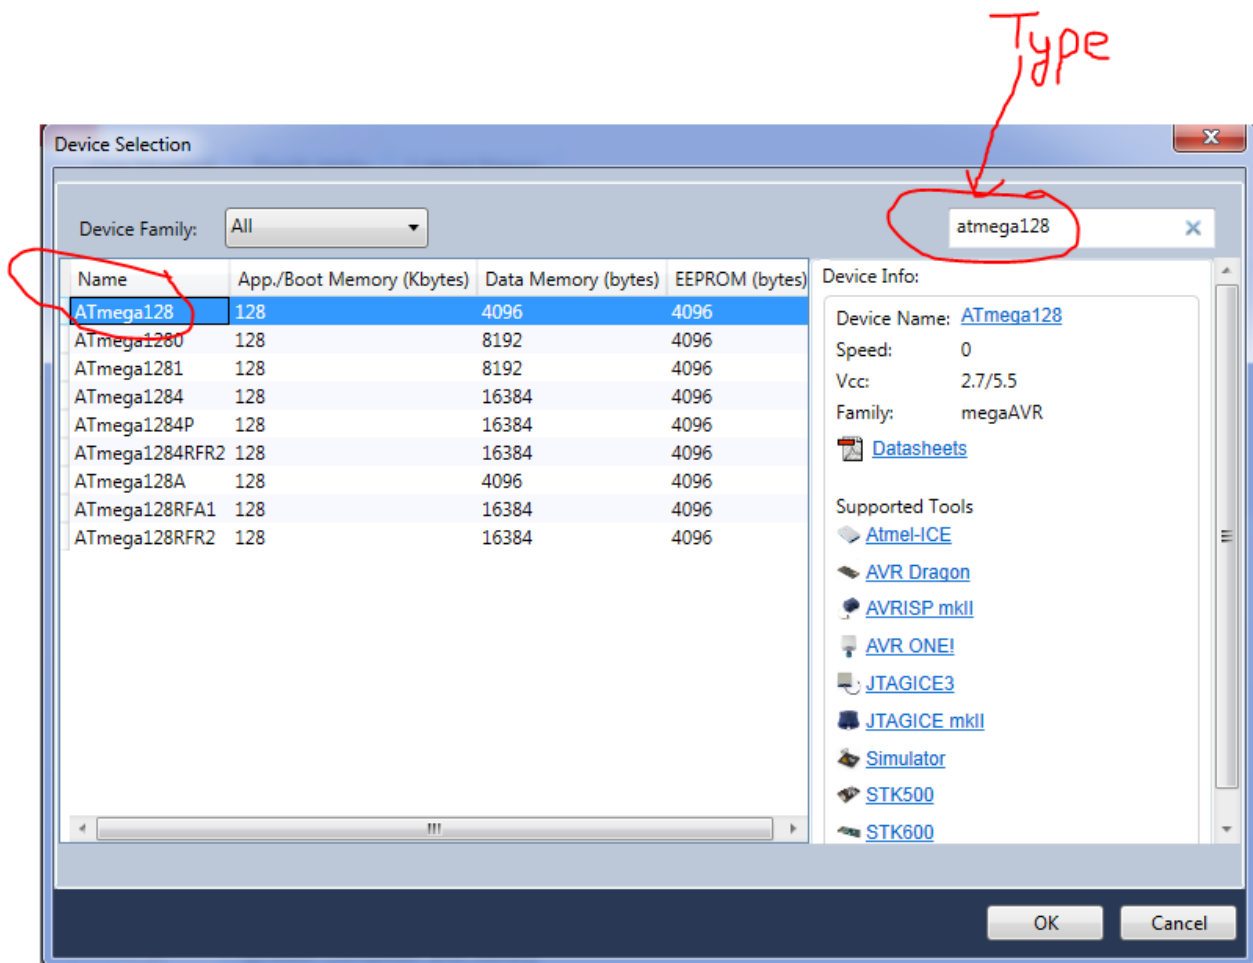 Type
Device Selection
Device Family: All atmega128
Name App./Boot Memory (Kbytes) Data Memory (bytes) EEPROM (bytes)
ATmega128 128 4096 4096
ATmega1280 128 8192 4096
ATmega1281 128 8192 4096
ATmega1284 128 16384 4096
ATmega1284P 128 16384 4096
ATmega1284RFR2 128 16384 4096
ATmega128A 128 4096 4096
ATmega128RFA1 128 16384 4096
ATmega128RFR2 128 16384 4096
Device Info:
Device Name: ATmega128
Speed: 0
Vcc: 2.7/5.5
Family: megaAVR
Datasheets
Supported Tools
Atmel-ICE
AVR Dragon
AVRISP mkII
AVR ONE!
JTAGICE3
JTAGICE mkII
Simulator
STK500
STK600
OK Cancel